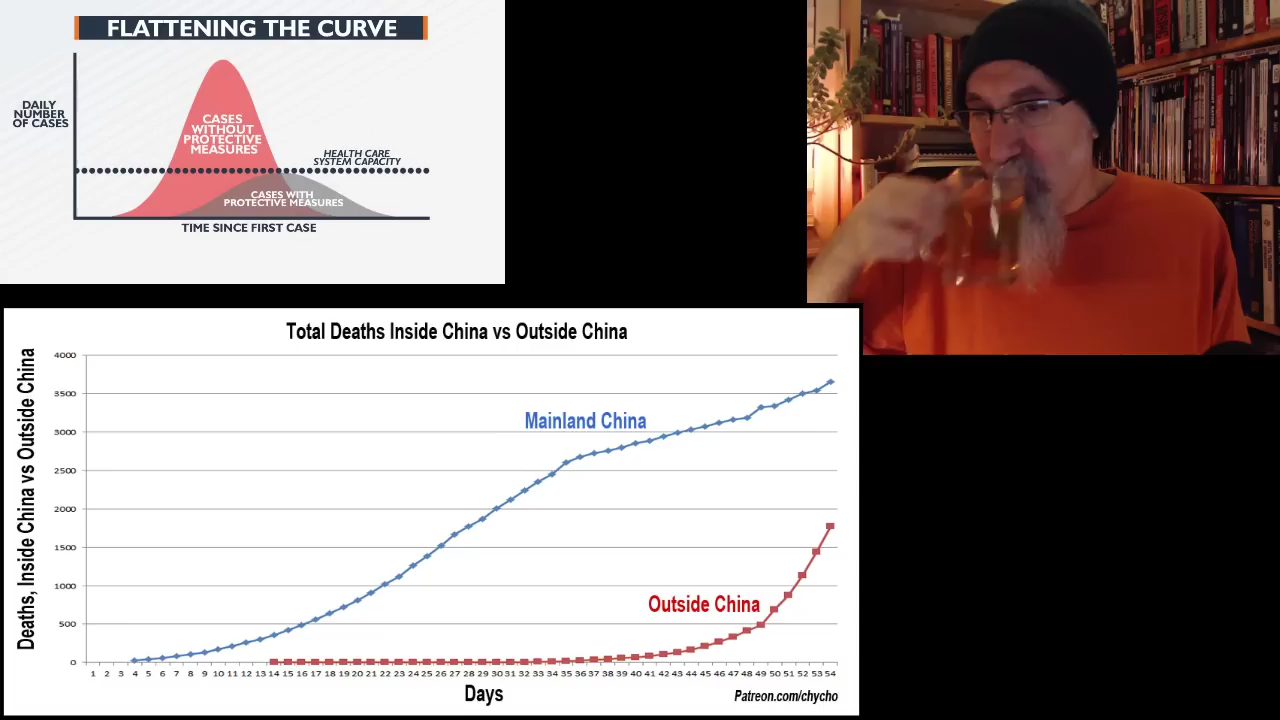 FLATTENING THE CURVE
DAILY
NUMBER
OF CASES
CASES
WITHOUT
PROTECTIVE
MEASURES
HEALTH CARE
SYSTEM CAPACITY
CASES WITH
PROTECTIVE MEASURES
TIME SINCE FIRST CASE
Total Deaths Inside China vs Outside China
Deaths, Inside China vs Outside China
4000
3500
3000
2500
2000
1500
1000
500
0
Mainland China
Outside China
1 2 3 4 5 6 7 8 9 10 11 12 13 14 15 16 17 18 19 20 21 22 23 24 25 26 27 28 29 30 31 32 33 34 35 36 37 38 39 40 41 42 43 44 45 46 47 48 49 50 51 52 53 54
Days
Patreon.com/chycho